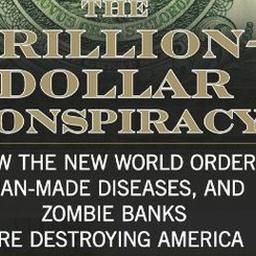 THE
RILLION-
DOLLAR
ONSPIRACY
W THE NEW WORLD ORDER
AN-MADE DISEASES, AND
ZOMBIE BANKS
RE DESTROYING AMERICA